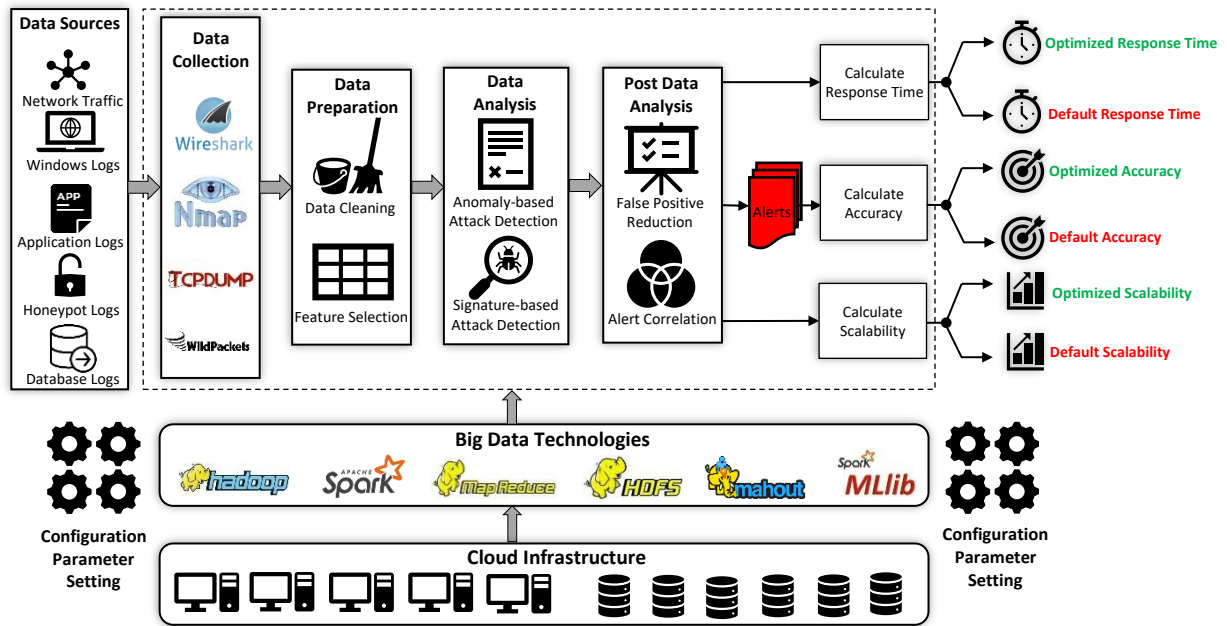 Data Sources
Network Traffic
Windows Logs
APP
Application Logs
Honeypot Logs
Database Logs
Data
Collection
Wireshark
Nmap
TCPDUMP
WildPackets
Data
Preparation
Data Cleaning
Feature Selection
Data
Analysis
Anomaly-based
Attack Detection
Signature-based
Attack Detection
Post Data
Analysis
False Positive
Reduction
Alert Correlation
Alerts
Calculate
Response Time
Calculate
Accuracy
Calculate
Scalability
Optimized Response Time
Default Response Time
Optimized Accuracy
Default Accuracy
Optimized Scalability
Default Scalability
Big Data Technologies
hadoop
APACHE
Spark
MapReduce
HDFS
mahout
Spark
MLlib
Configuration
Parameter
Setting
Cloud Infrastructure
Configuration
Parameter
Setting